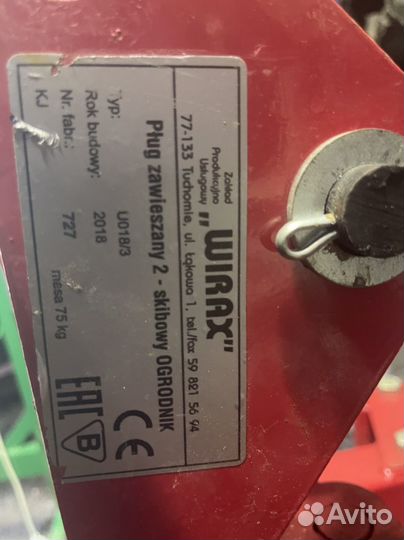 Zakład
Produkcyjno
Usługowy
„WIRAX”
77-133 Tuchomie, ul. Łąkowa 1, tel./fax 59 821 56 94
Pług zawieszany 2 - skibowy OGRODNIK
Typ: U018/3
Rok budowy: 2018
Nr. fabr.: 727
KJ masa 75 kg
EAC B CE
Avito